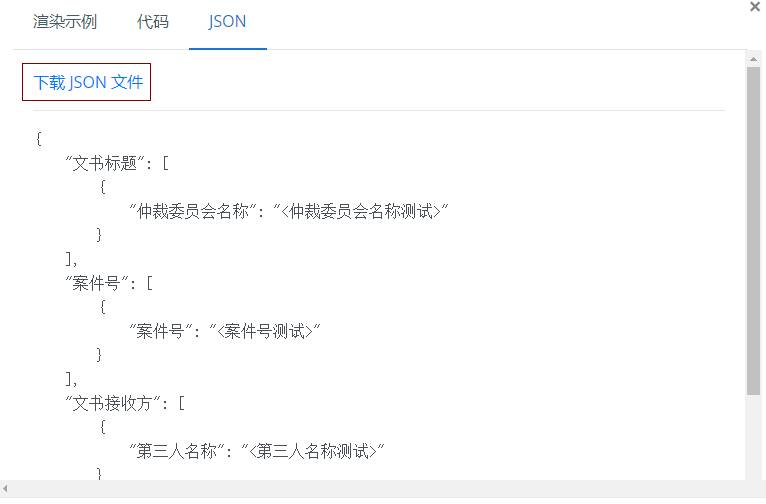 渲染示例 代码 JSON
下载 JSON 文件
{
"文书标题": [
{
"仲裁委员会名称": "<仲裁委员会名称测试>"
}
],
"案件号": [
{
"案件号": "<案件号测试>"
}
],
"文书接收方": [
{
"第三人名称": "<第三人名称测试>"
}